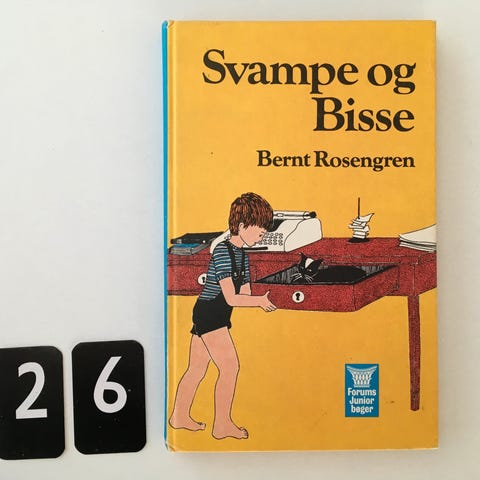 Svampe og
Bisse
Bernt Rosengren
Forums
Junior
bøger
2 6